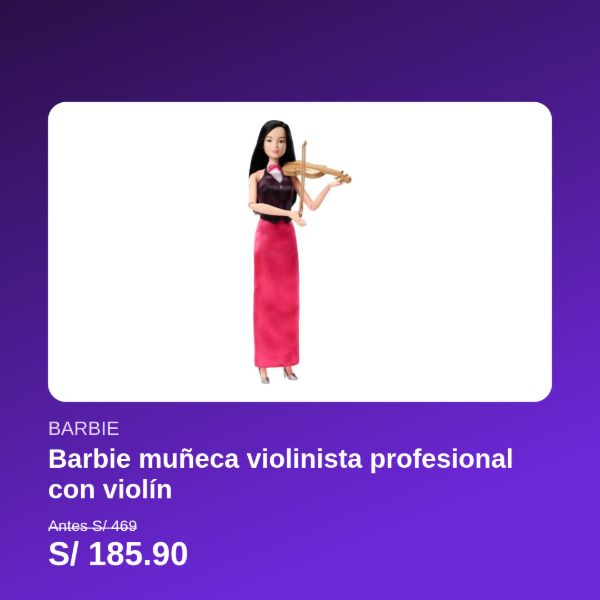 BARBIE
Barbie muñeca violinista profesional
con violín
Antes S/ 469
S/ 185.90